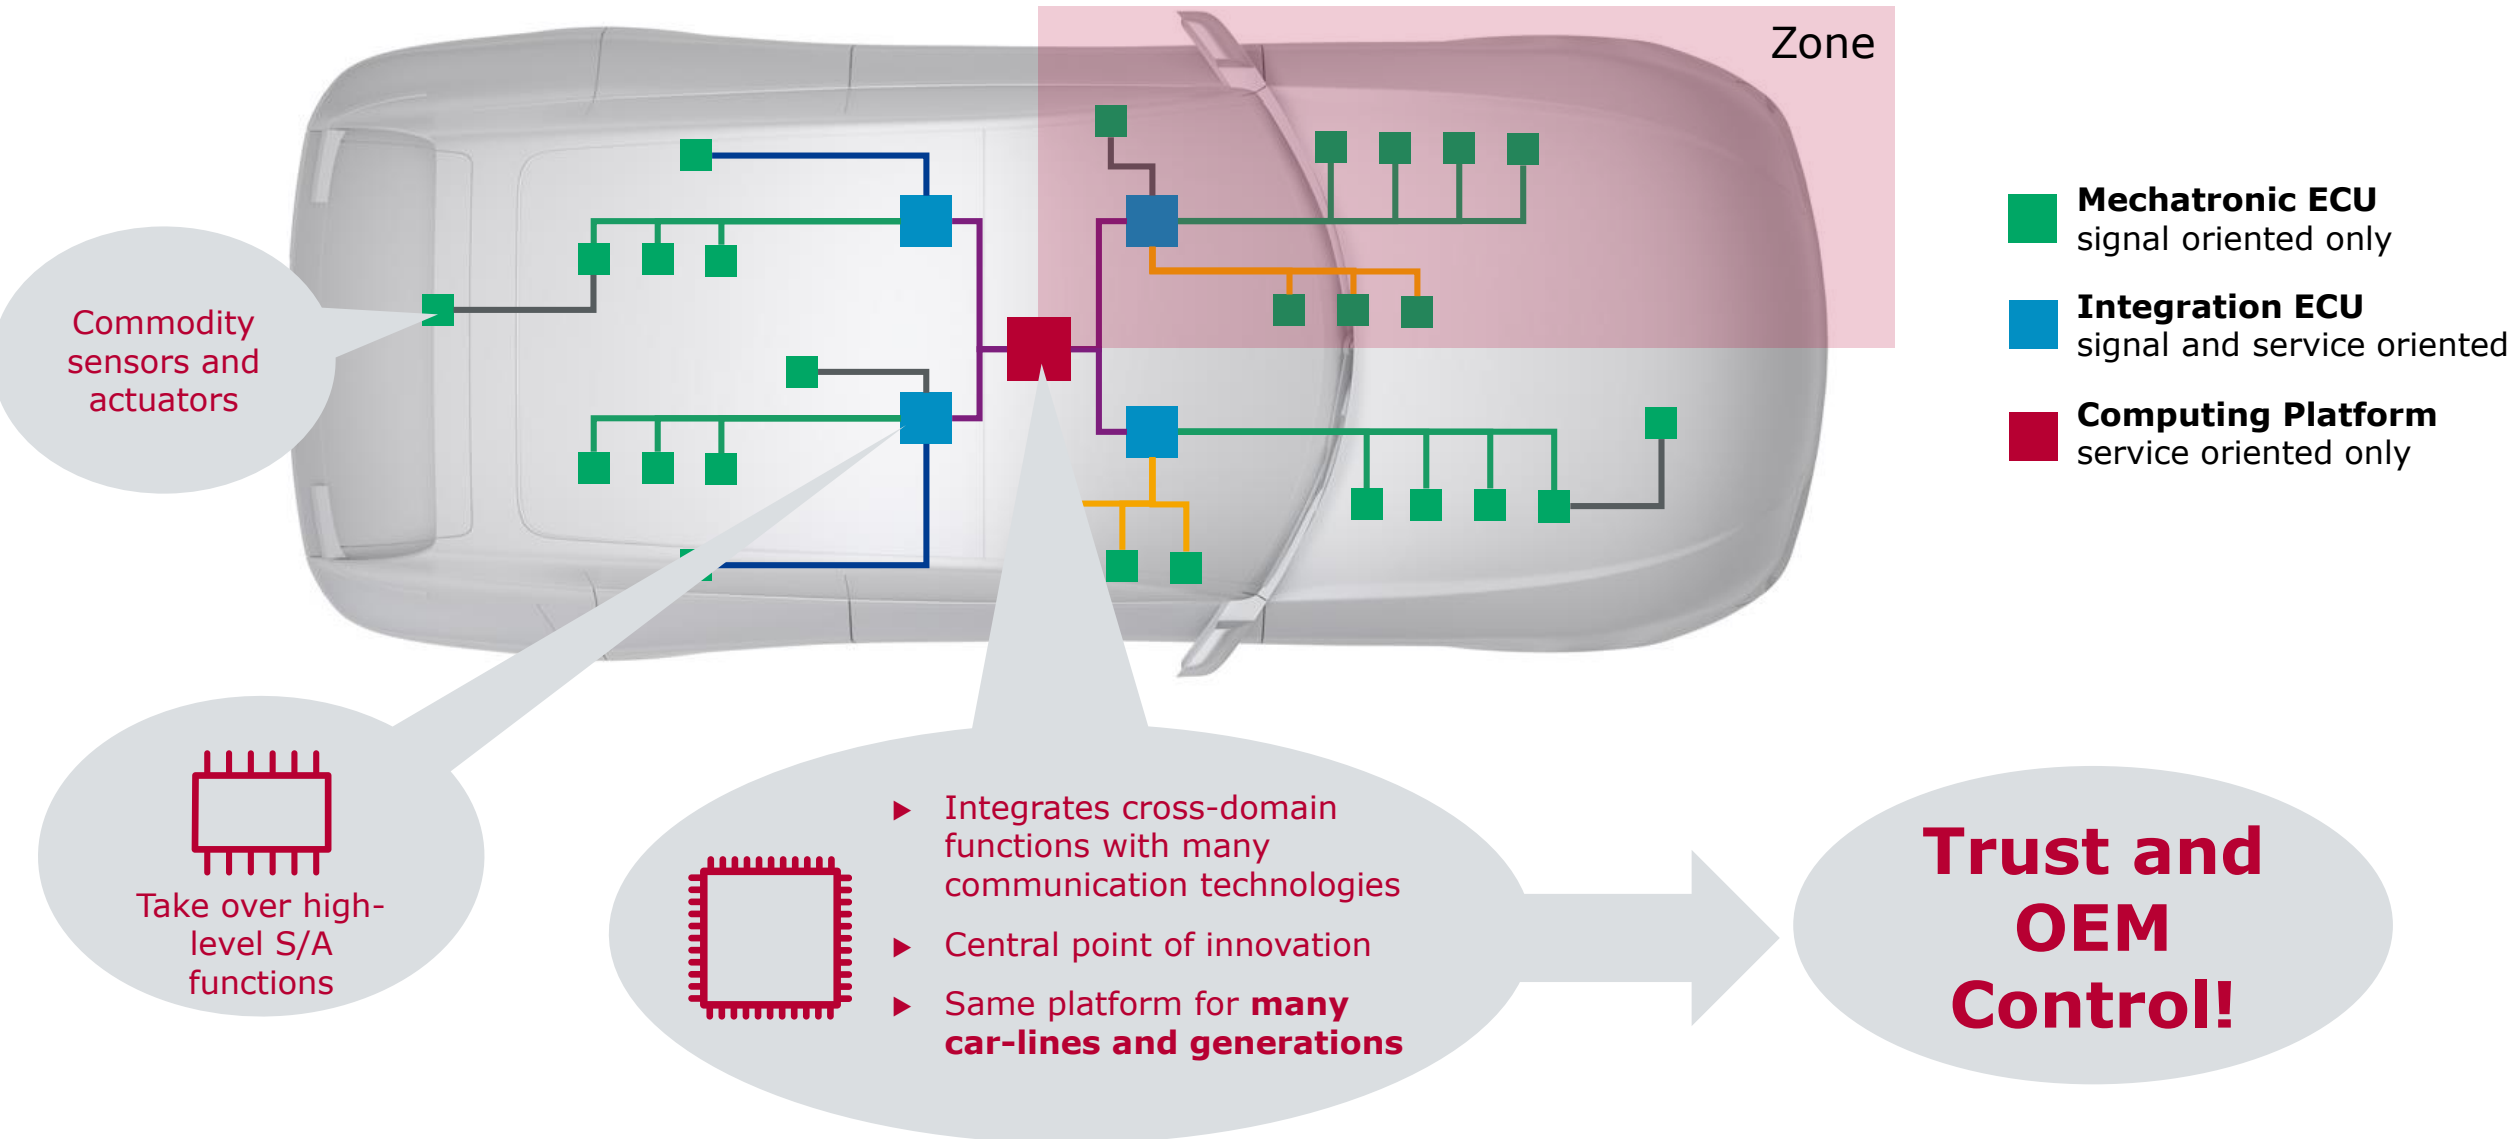 Zone
Mechatronic ECU
signal oriented only
Integration ECU
signal and service oriented
Computing Platform
service oriented only
Commodity
sensors and
actuators
Take over high-
level S/A
functions
► Integrates cross-domain
functions with many
communication technologies
► Central point of innovation
► Same platform for many
car-lines and generations
Trust and
OEM
Control!